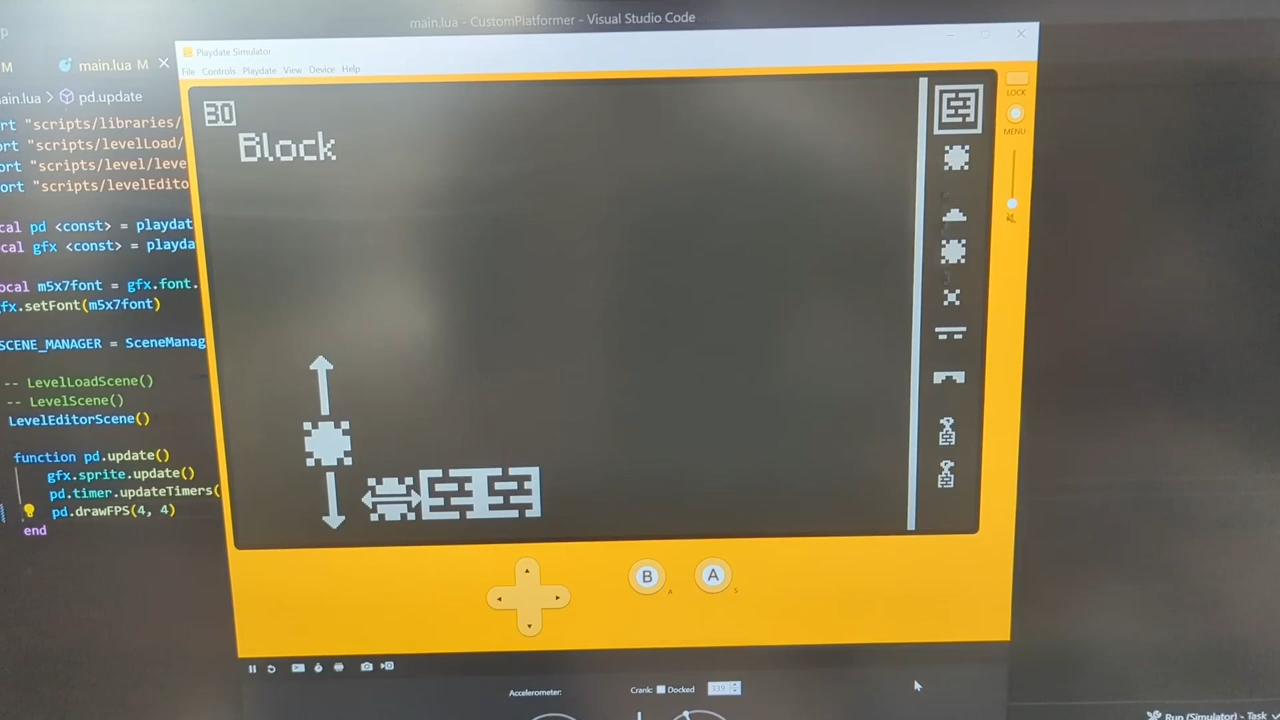 main.lua - CustomPlatformer - Visual Studio Code
Playdate Simulator
File Controls Playdate View Device Help
M
main.lua M
ain.lua > pd.update
rt "scripts/libraries/
ort "scripts/levelLoad/
ort "scripts/level/leve
ort "scripts/levelEdito
cal pd <const> = playdat
cal gfx <const> = playda
ocal m5x7font = gfx.font.
fx.setFont(m5x7font)
SCENE_MANAGER = SceneManag
-- LevelLoadScene()
-- LevelScene()
LevelEditorScene()
function pd.update()
gfx.sprite.update()
pd.timer.updateTimers(
pd.drawFPS(4, 4)
end
30
Block
LOCK
MENU
B
A
A
S
Accelerometer:
Crank: Docked 339
Run (Simulator) - Task